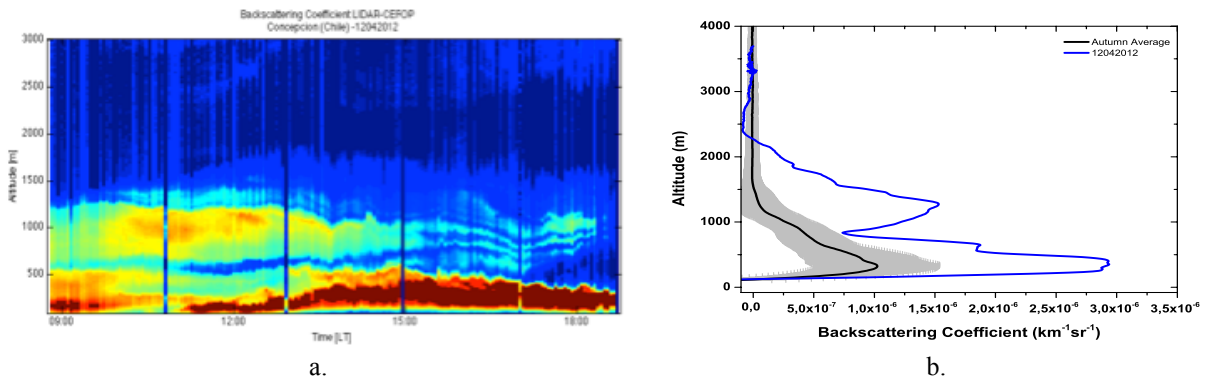 Backscattering Coefficient LIDAR-CEFOP
Concepcion (Chile) -12042012
3000
2500
2000
1500
1000
500
Altitude [m]
09:00 12:00 15:00 18:00
Time [LT]
a.
4000
3000
2000
1000
0
Altitude (m)
Autumn Average
12042012
0,0 5,0x10⁻⁷ 1,0x10⁻⁶ 1,5x10⁻⁶ 2,0x10⁻⁶ 2,5x10⁻⁶ 3,0x10⁻⁶ 3,5x10⁻⁶
Backscattering Coefficient (km⁻¹sr⁻¹)
b.